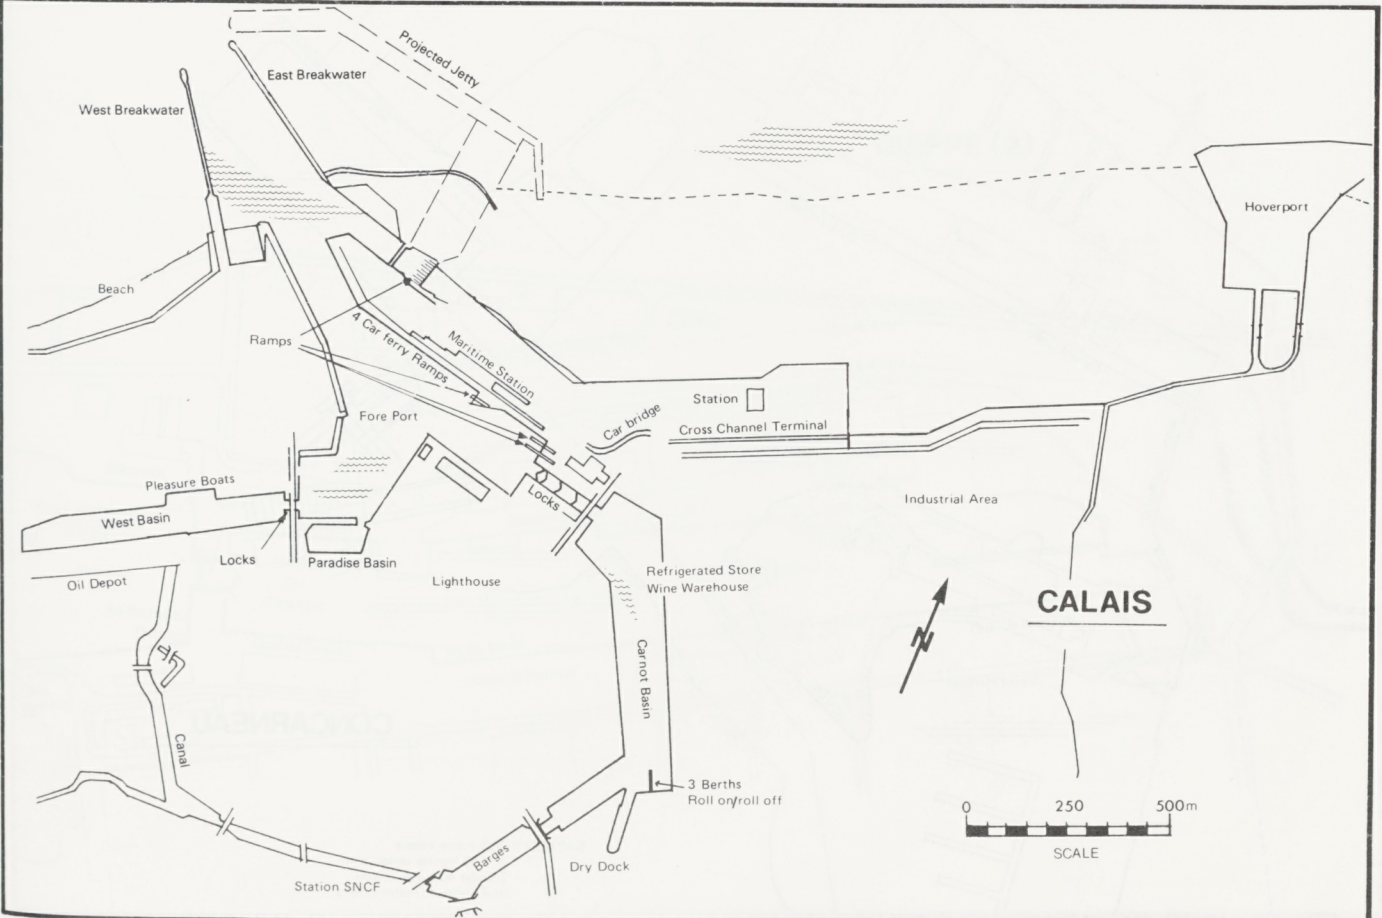 Projected Jetty
East Breakwater
West Breakwater
Hoverport
Beach
Ramps
4 Car ferry Ramps
Maritime Station
Station
Fore Port
Car bridge
Cross Channel Terminal
Pleasure Boats
West Basin
Locks
Industrial Area
Locks
Paradise Basin
Oil Depot
Lighthouse
Refrigerated Store
Wine Warehouse
N
CALAIS
Carnot Basin
Canal
3 Berths
Roll on/roll off
0 250 500m
SCALE
Barges
Dry Dock
Station SNCF